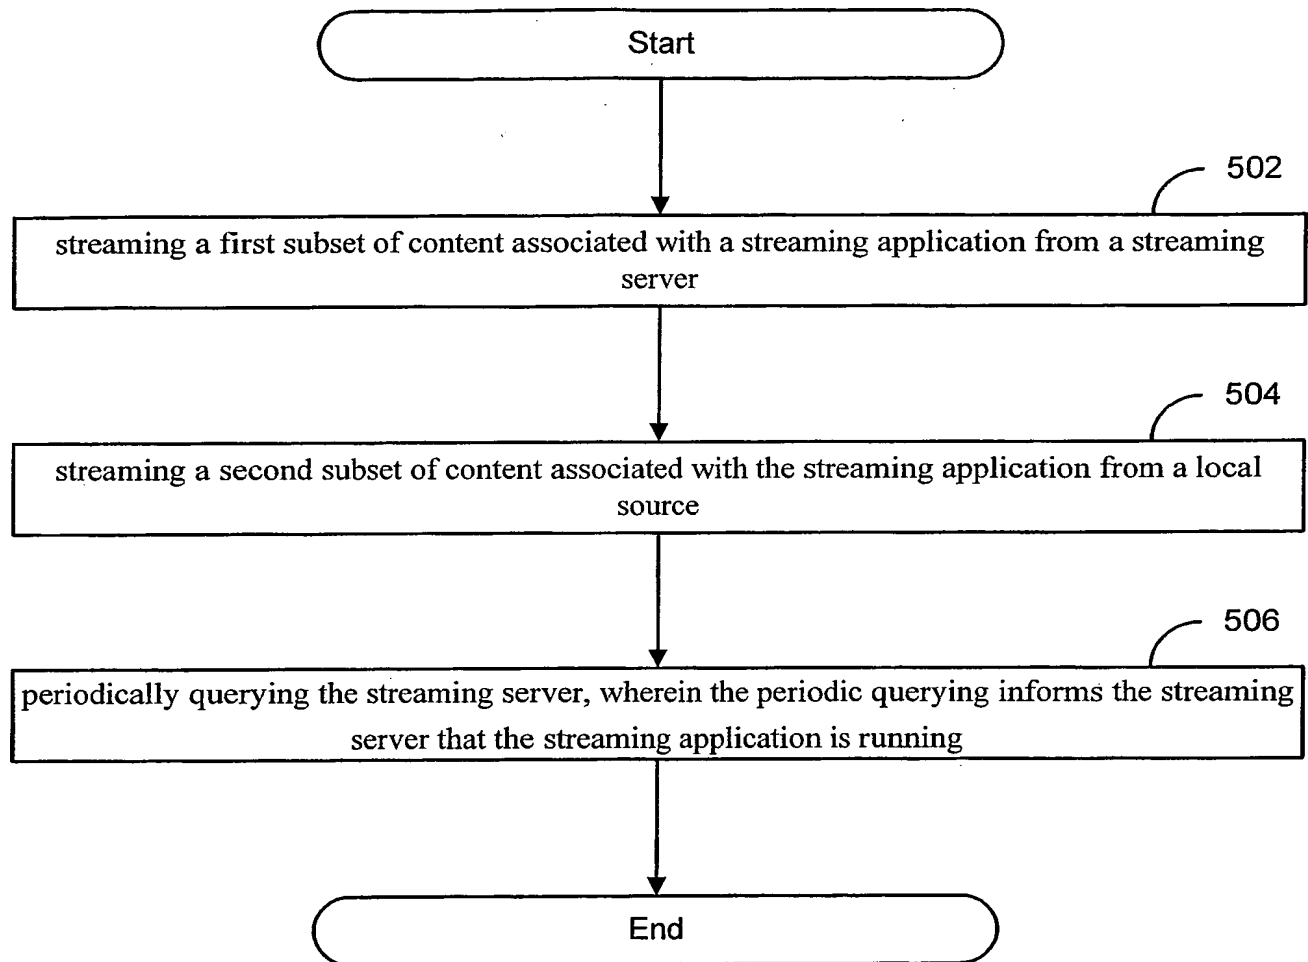 Start
502
streaming a first subset of content associated with a streaming application from a streaming
server
504
streaming a second subset of content associated with the streaming application from a local
source
506
periodically querying the streaming server, wherein the periodic querying informs the streaming
server that the streaming application is running
End